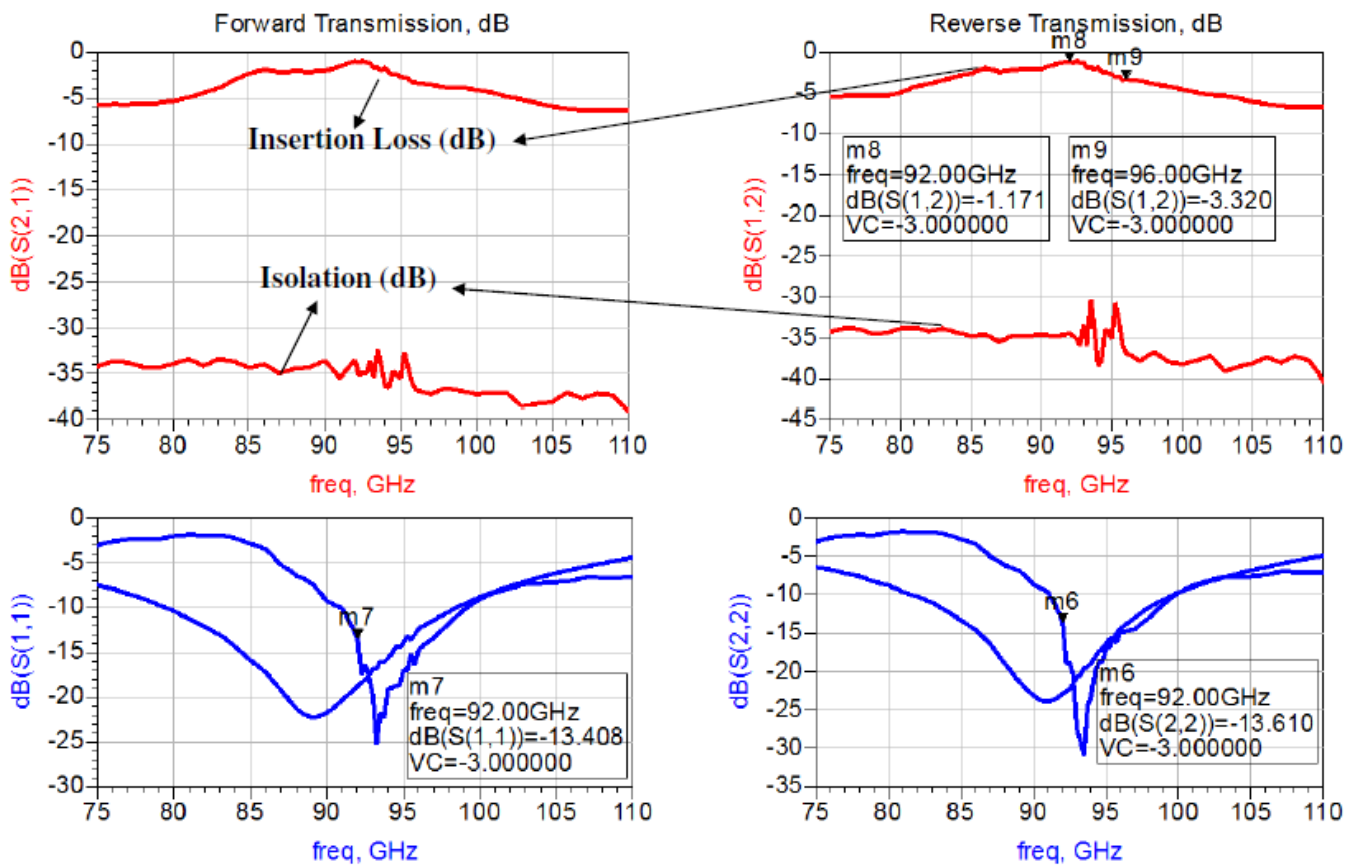 Forward Transmission, dB
0
-5
-10
-15
-20
-25
-30
-35
-40
dB(S(2,1))
75 80 85 90 95 100 105 110
freq, GHz
Insertion Loss (dB)
Isolation (dB)
Reverse Transmission, dB
m8
m9
0
-5
-10
-15
-20
-25
-30
-35
-40
-45
dB(S(1,2))
m8
freq=92.00GHz
dB(S(1,2))=-1.171
VC=-3.000000
m9
freq=96.00GHz
dB(S(1,2))=-3.320
VC=-3.000000
75 80 85 90 95 100 105 110
freq, GHz
0
-5
-10
-15
-20
-25
-30
dB(S(1,1))
m7
m7
freq=92.00GHz
dB(S(1,1))=-13.408
VC=-3.000000
75 80 85 90 95 100 105 110
freq, GHz
0
-5
-10
-15
-20
-25
-30
-35
dB(S(2,2))
m6
m6
freq=92.00GHz
dB(S(2,2))=-13.610
VC=-3.000000
75 80 85 90 95 100 105 110
freq, GHz